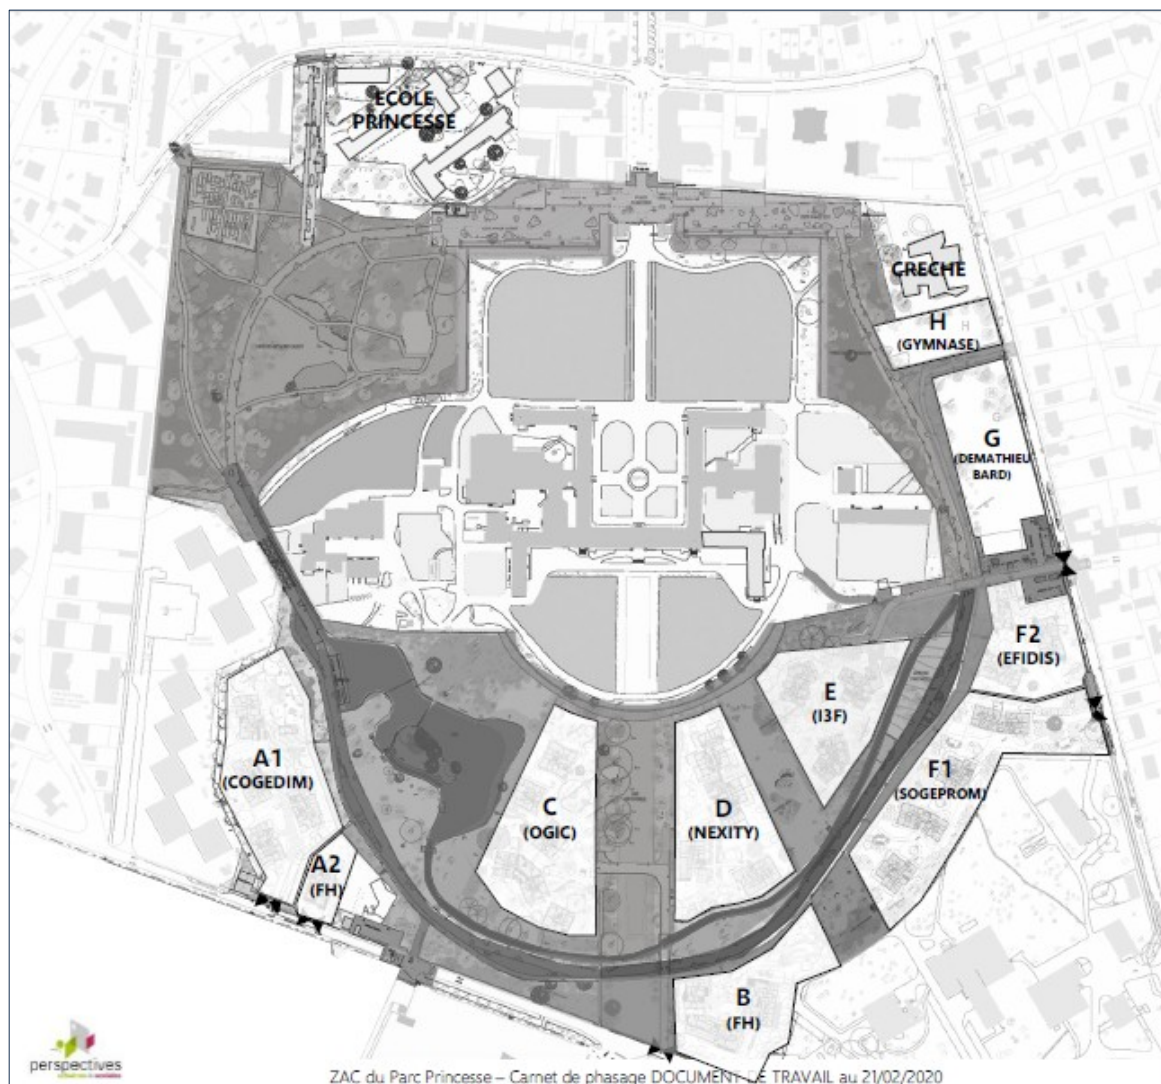 ECOLE
PRINCESSE
CRECHE
H
(GYMNASE)
G
(DEMATHIEU
BARD)
F2
(EFIDIS)
E
(I3F)
F1
(SOGEPROM)
A1
(COGEDIM)
C
(OGIC)
D
(NEXITY)
A2
(FH)
B
(FH)
perspectives
ZAC du Parc Princesse – Carnet de phasage DOCUMENT DE TRAVAIL au 21/02/2020